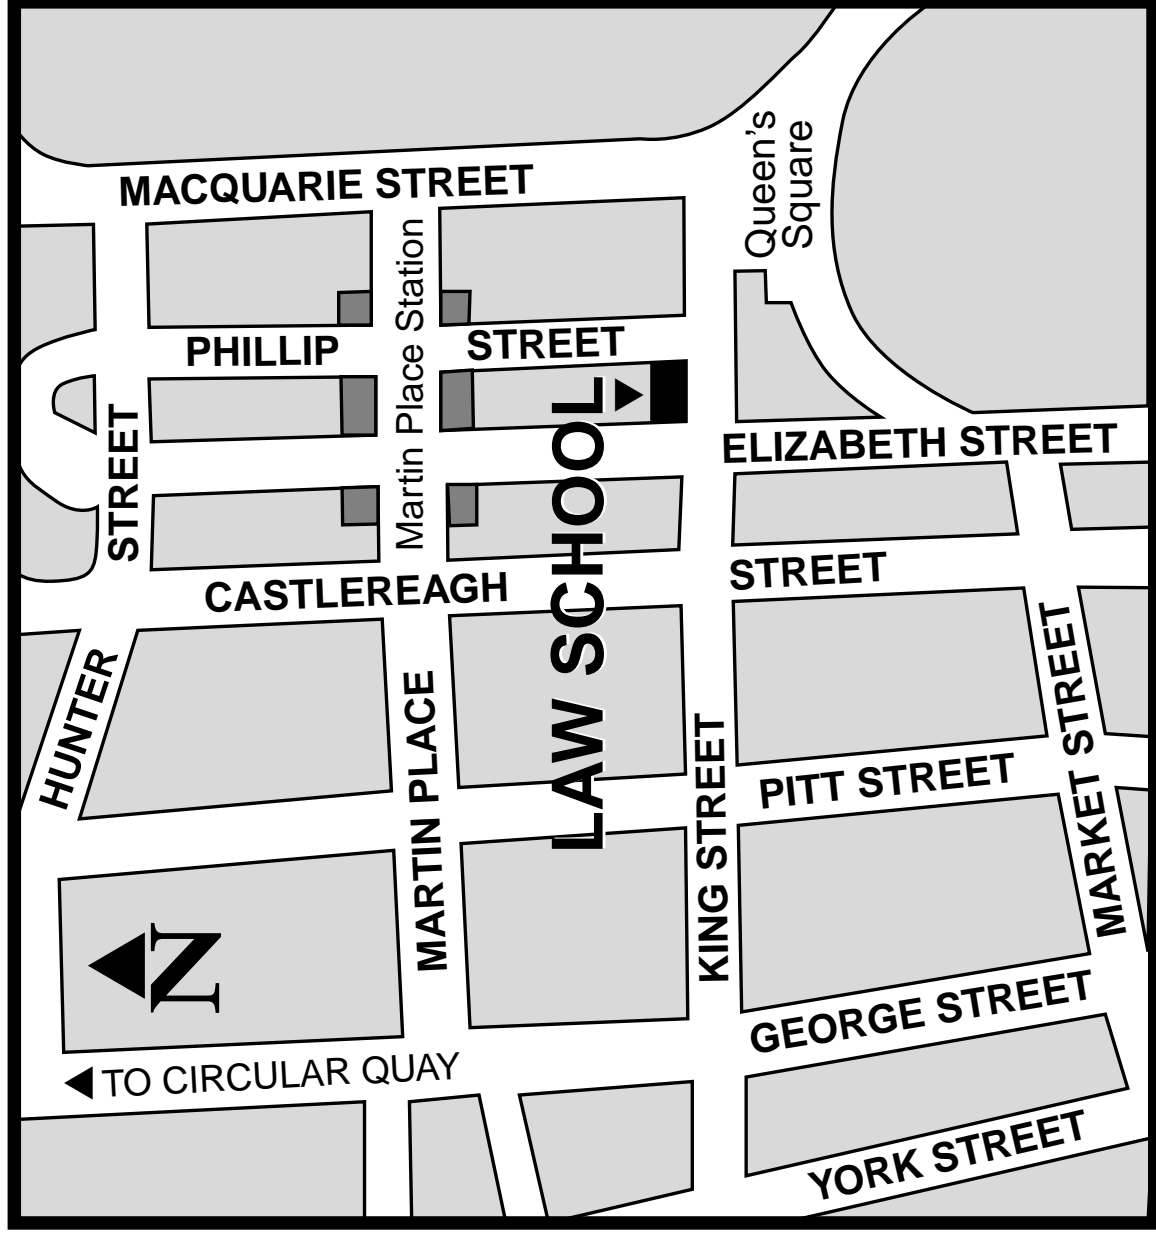 MACQUARIE STREET
Queen's
Square
Martin Place Station
PHILLIP STREET
STREET
ELIZABETH STREET
LAW SCHOOL
CASTLEREAGH STREET
HUNTER
MARTIN PLACE
KING STREET
PITT STREET
MARKET STREET
N
GEORGE STREET
TO CIRCULAR QUAY
YORK STREET